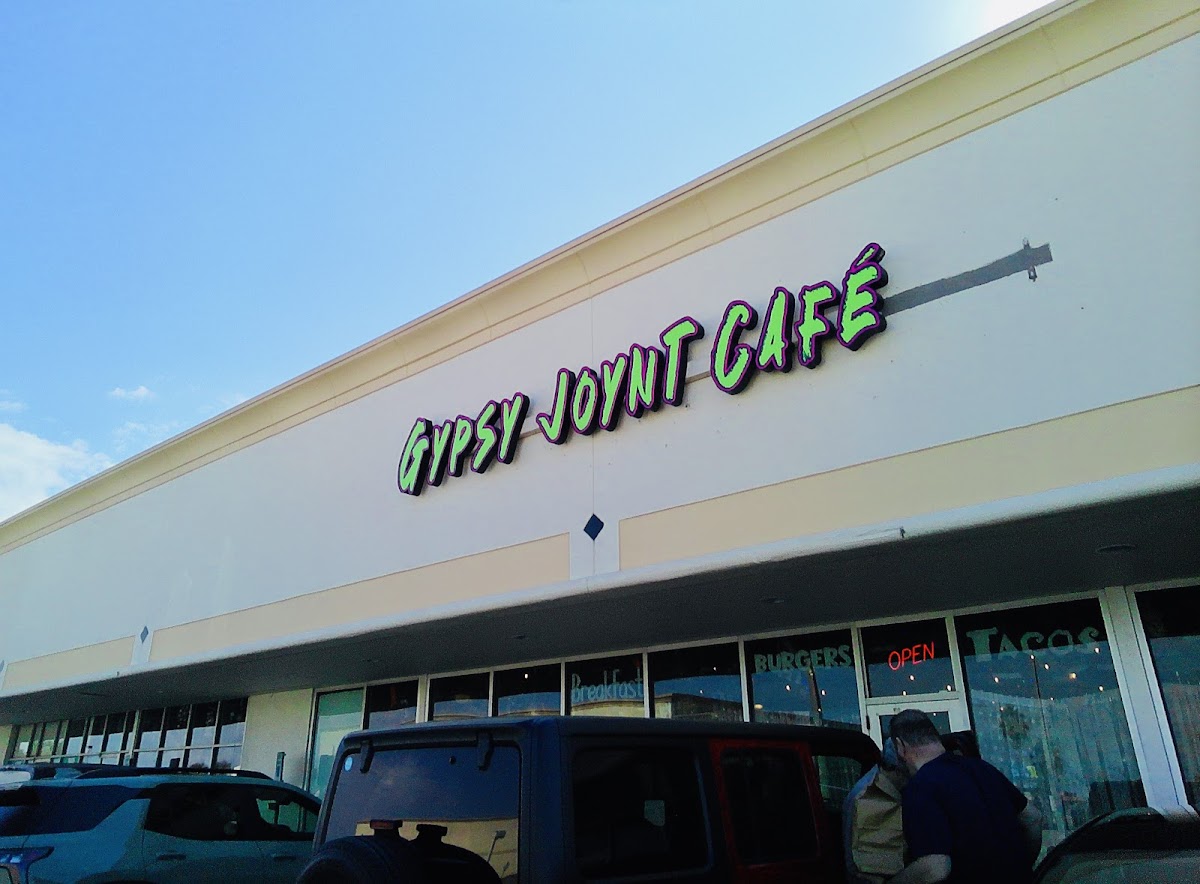 GYPSY JOYNT CAFÉ
Breakfast
BURGERS
OPEN
TACOS